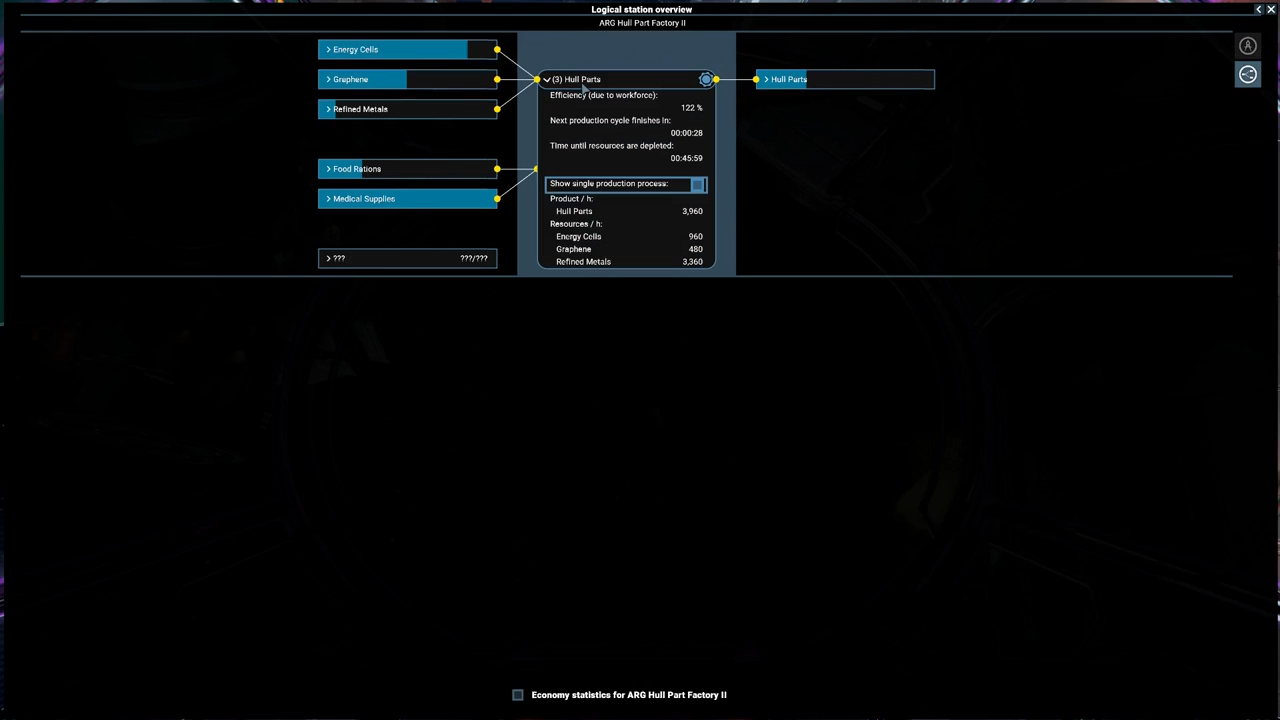 Logical station overview
ARG Hull Part Factory II
Energy Cells
Graphene
Refined Metals
Food Rations
Medical Supplies
??? ???/???
(3) Hull Parts
Efficiency (due to workforce):
122 %
Next production cycle finishes in:
00:00:28
Time until resources are depleted:
00:45:59
Show single production process:
Product / h:
Hull Parts 3,960
Resources / h:
Energy Cells 960
Graphene 480
Refined Metals 3,360
Hull Parts
Economy statistics for ARG Hull Part Factory II